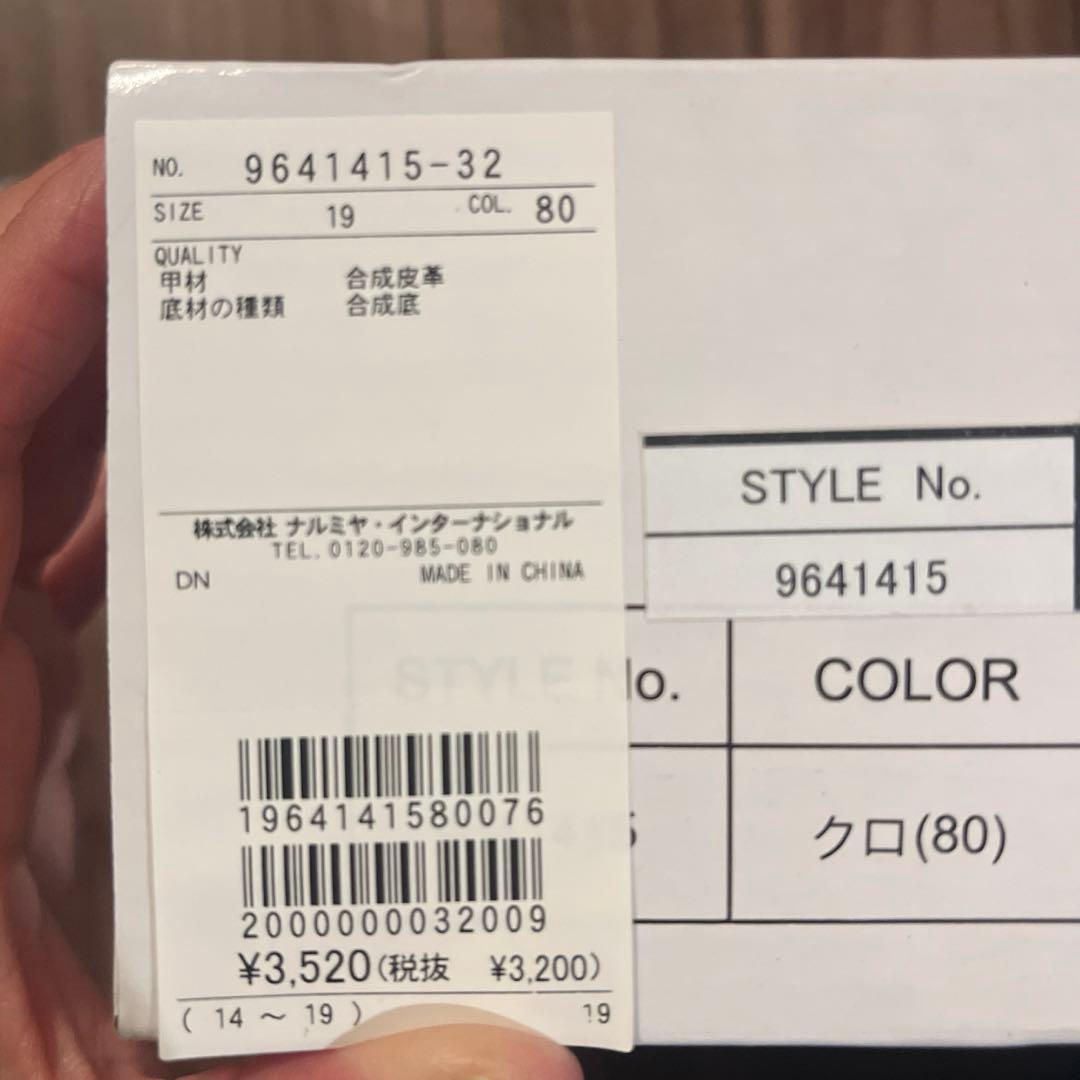 NO. 9641415-32
SIZE 19 COL. 80
QUALITY
甲材 合成皮革
底材の種類 合成底
株式会社 ナルミヤ・インターナショナル
TEL. 0120-985-080
DN MADE IN CHINA
1964141580076
2000000032009
¥3,520(税抜 ¥3,200)
( 14 ～ 19 ) 19
STYLE No.
9641415
STYLE No. COLOR
415 クロ(80)